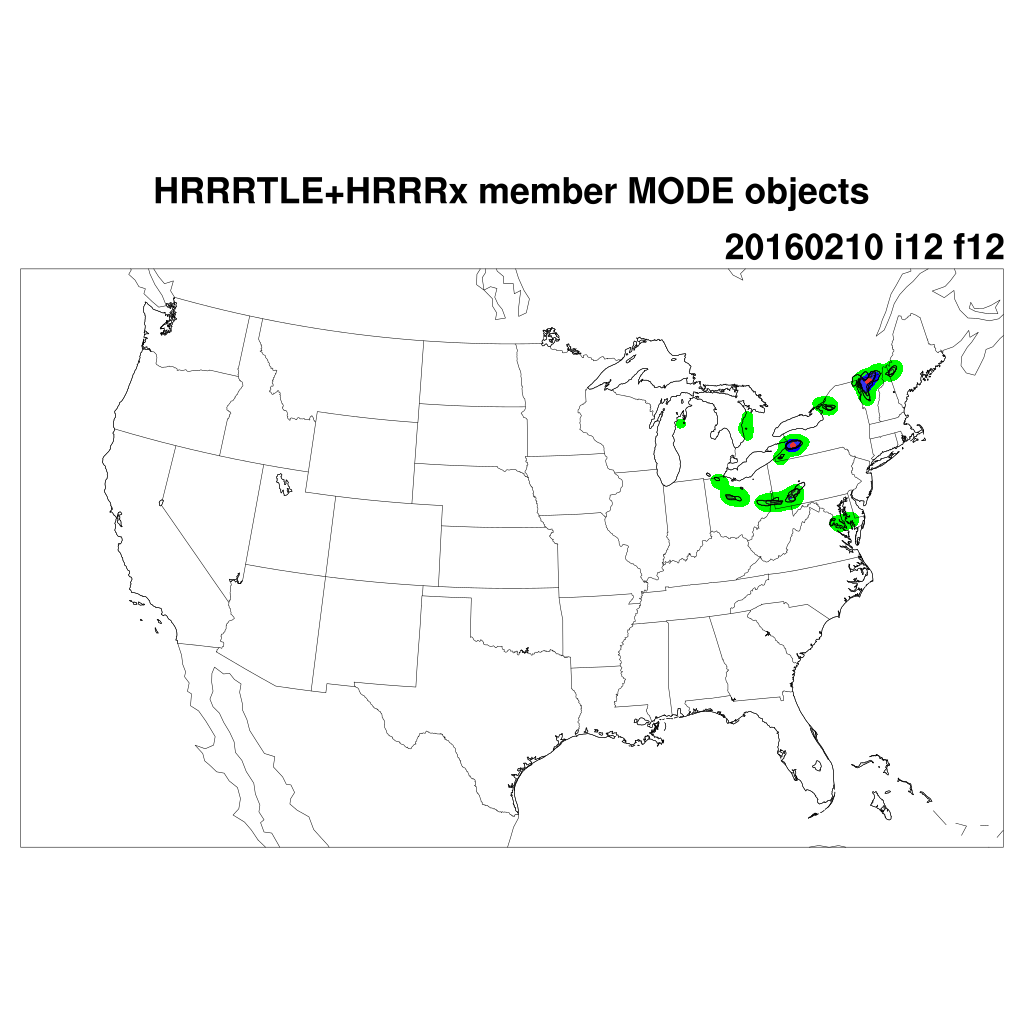 HRRRTLE+HRRRx member MODE objects
20160210 i12 f12